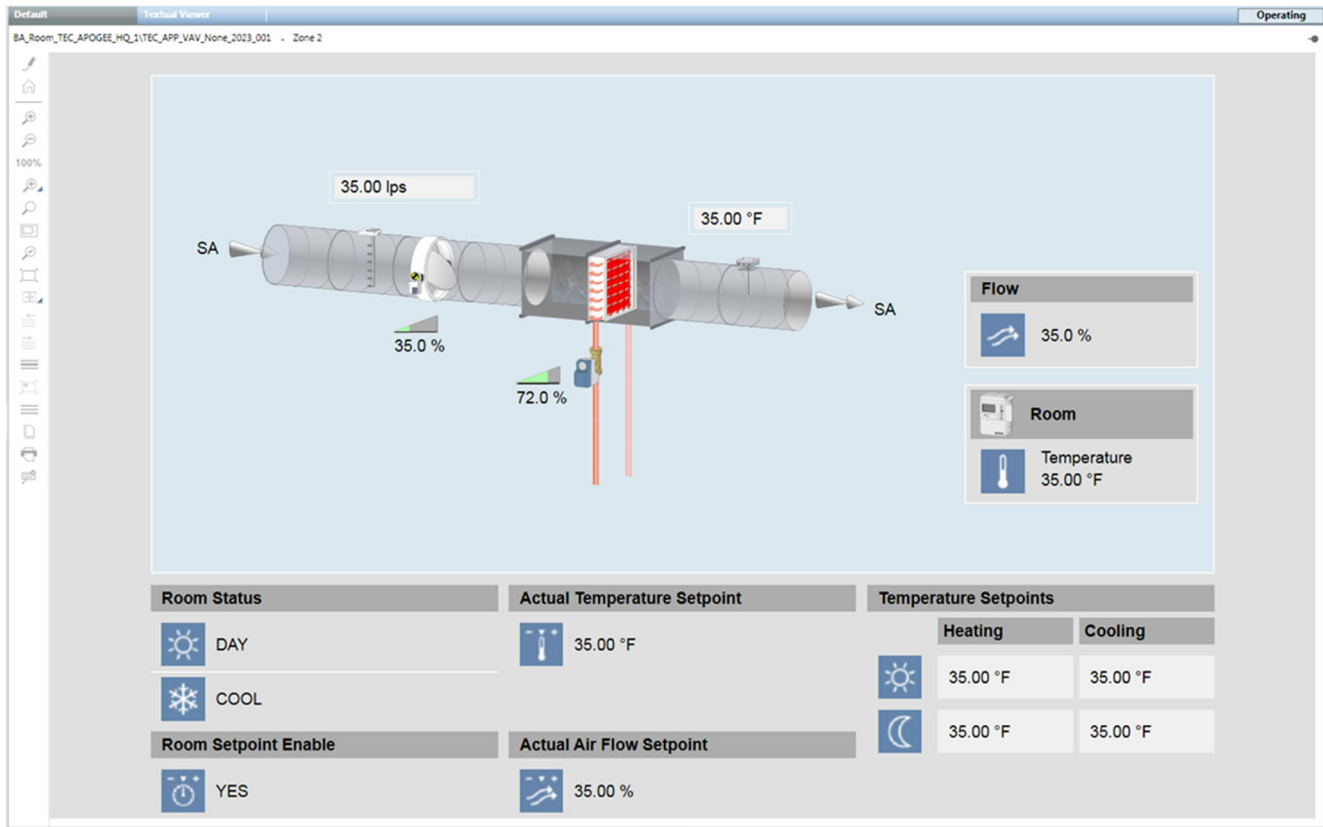 Default Textual Viewer Operating
BA_Room_TEC_APOGEE_HQ_1\TEC_APP_VAV_None_2023_001 - Zone 2
100%
35.00 lps
35.00 °F
SA
SA
35.0 %
72.0 %
Flow
35.0 %
Room
Temperature
35.00 °F
Room Status
DAY
COOL
Room Setpoint Enable
YES
Actual Temperature Setpoint
35.00 °F
Actual Air Flow Setpoint
35.00 %
Temperature Setpoints
Heating Cooling
35.00 °F 35.00 °F
35.00 °F 35.00 °F